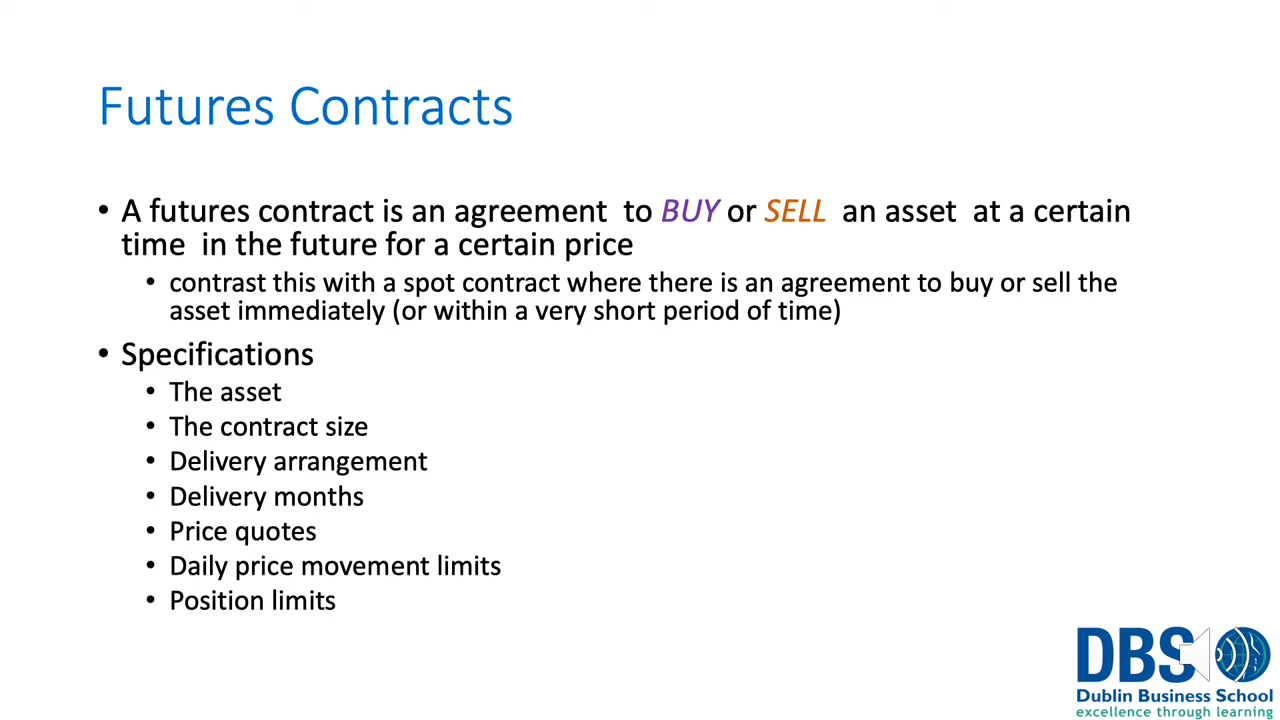 Futures Contracts
• A futures contract is an agreement to BUY or SELL an asset at a certain
time in the future for a certain price
• contrast this with a spot contract where there is an agreement to buy or sell the
asset immediately (or within a very short period of time)
• Specifications
• The asset
• The contract size
• Delivery arrangement
• Delivery months
• Price quotes
• Daily price movement limits
• Position limits
DBS
Dublin Business School
excellence through learning